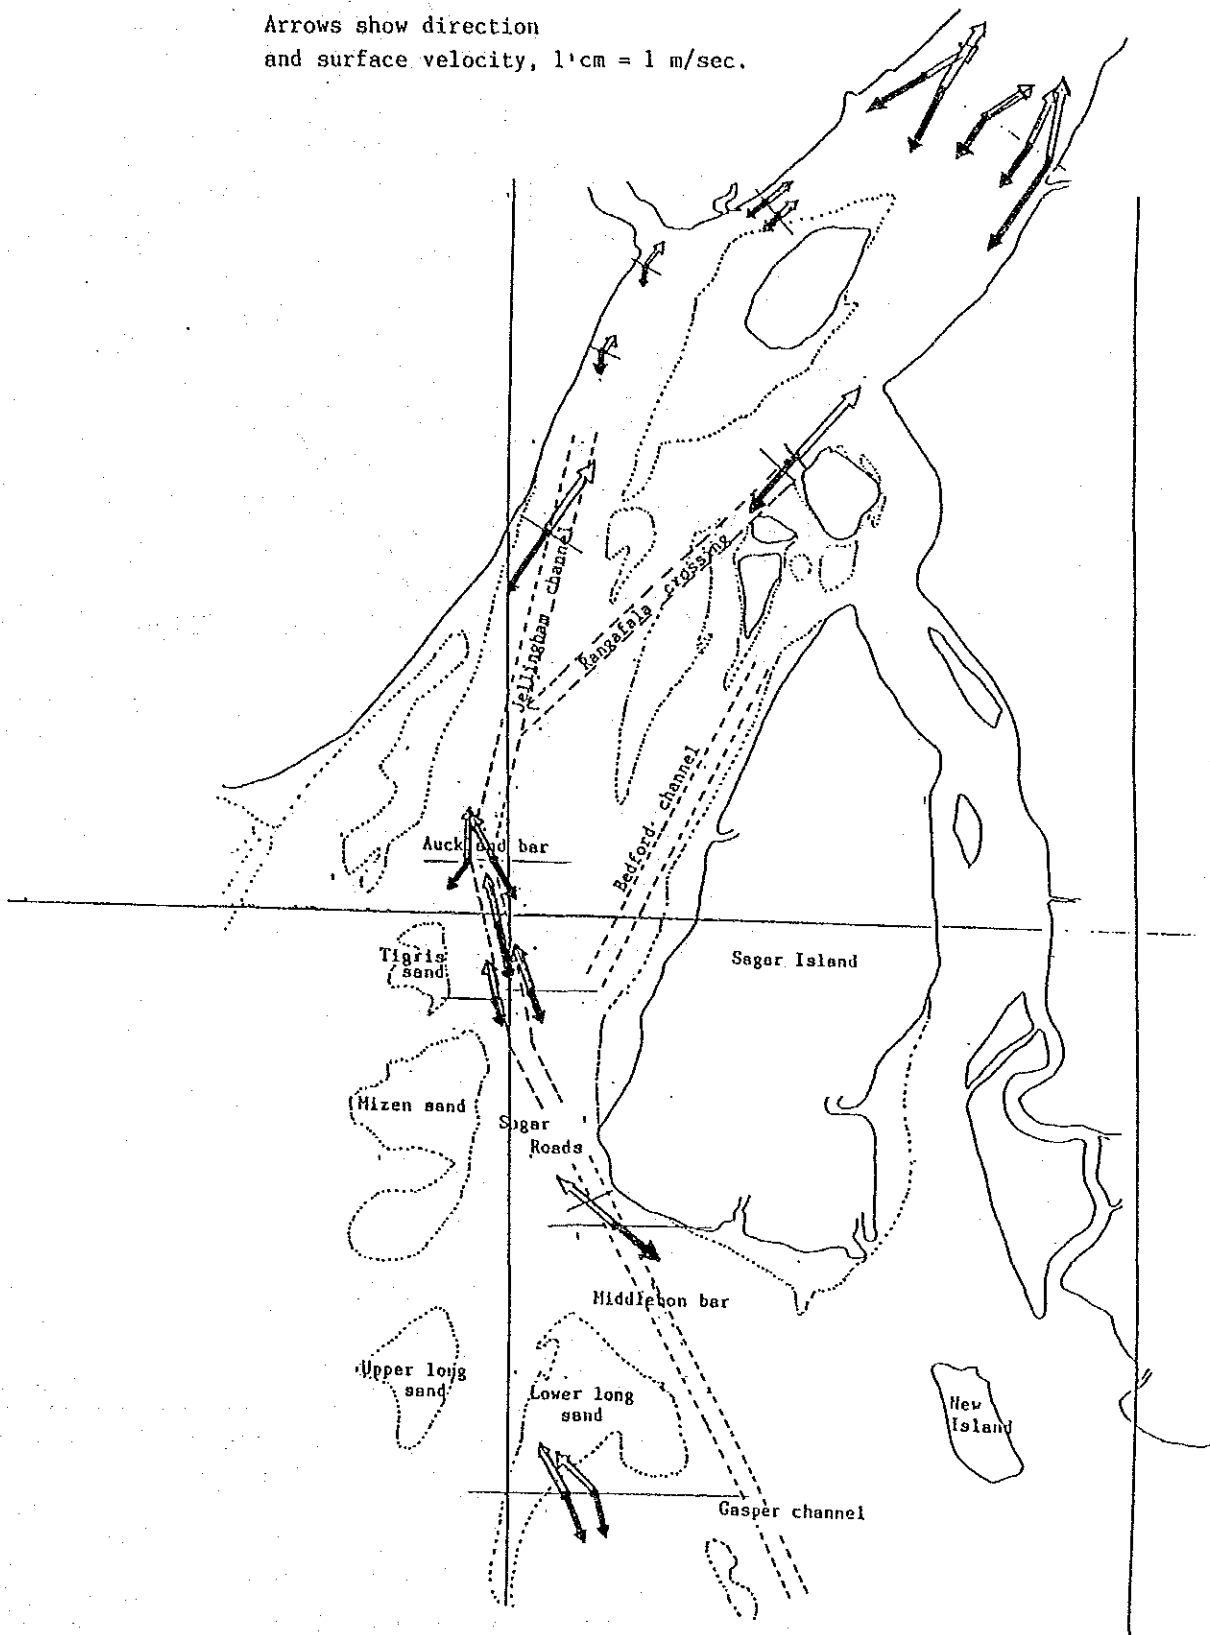 Arrows show direction
and surface velocity, 1 cm = 1 m/sec.
Jellingham channel
Rangafala crossing
Bedford channel
Auckland bar
Tigris
sand
Sagar Island
Mizen sand
Sagar
Roads
Middleton bar
Upper long
sand
Lower long
sand
New
Island
Gasper channel